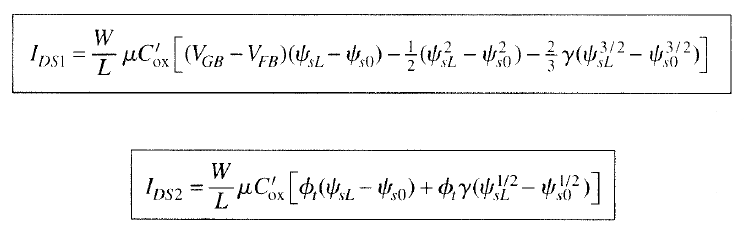 I_{DS1} = \frac{W}{L} \mu C'_{ox} \left[ (V_{GB} - V_{FB})(\psi_{sL} - \psi_{s0}) - \frac{1}{2}(\psi_{sL}^{2} - \psi_{s0}^{2}) - \frac{2}{3}\gamma(\psi_{sL}^{3/2} - \psi_{s0}^{3/2}) \right]
I_{DS2} = \frac{W}{L} \mu C'_{ox} \left[ \phi_t(\psi_{sL} - \psi_{s0}) + \phi_t \gamma(\psi_{sL}^{1/2} - \psi_{s0}^{1/2}) \right]